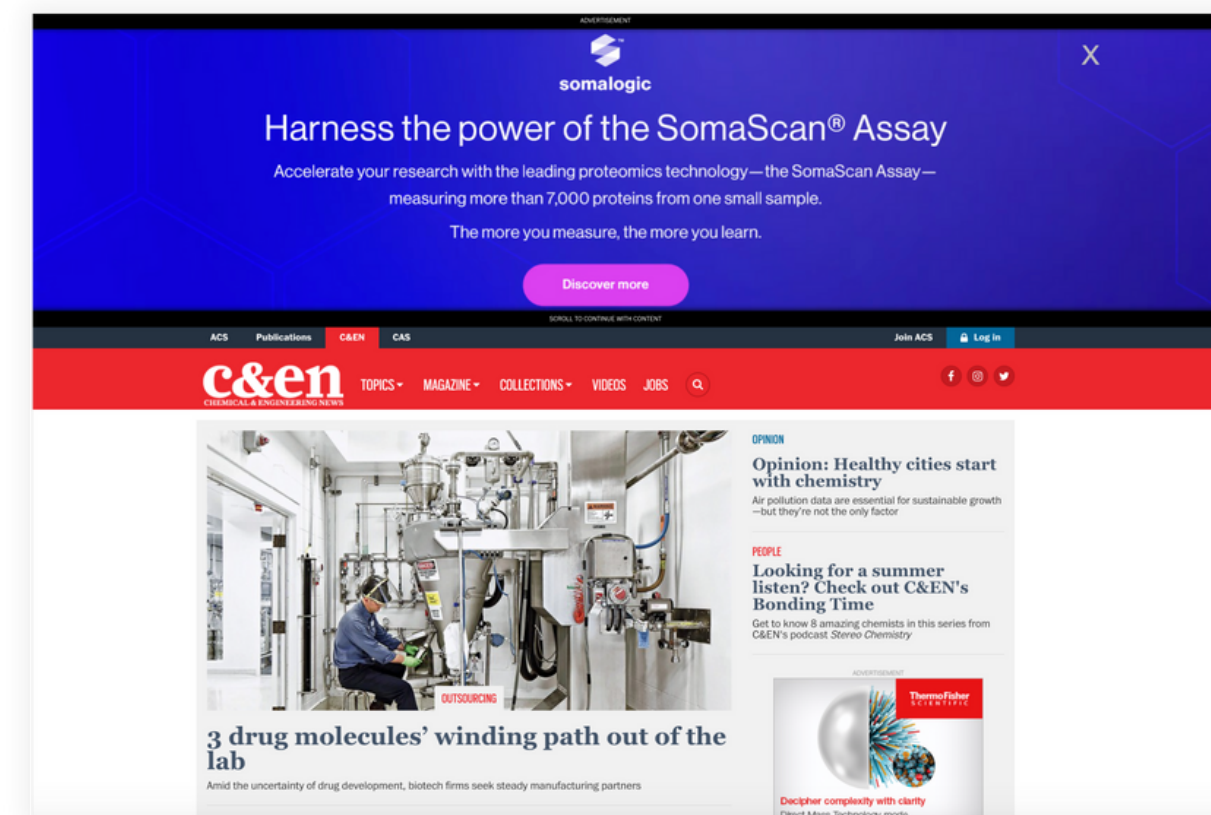 ADVERTISEMENT
somalogic™
X
Harness the power of the SomaScan® Assay
Accelerate your research with the leading proteomics technology—the SomaScan Assay—
measuring more than 7,000 proteins from one small sample.
The more you measure, the more you learn.
Discover more
SCROLL TO CONTINUE WITH CONTENT
ACS Publications C&EN CAS Join ACS Log in
c&en
CHEMICAL & ENGINEERING NEWS
TOPICS MAGAZINE COLLECTIONS VIDEOS JOBS
OUTSOURCING
3 drug molecules' winding path out of the
lab
Amid the uncertainty of drug development, biotech firms seek steady manufacturing partners
OPINION
Opinion: Healthy cities start
with chemistry
Air pollution data are essential for sustainable growth
—but they're not the only factor
PEOPLE
Looking for a summer
listen? Check out C&EN's
Bonding Time
Get to know 8 amazing chemists in this series from
C&EN's podcast Stereo Chemistry
ADVERTISEMENT
ThermoFisher
SCIENTIFIC
Decipher complexity with clarity
Direct Mass Technology mode